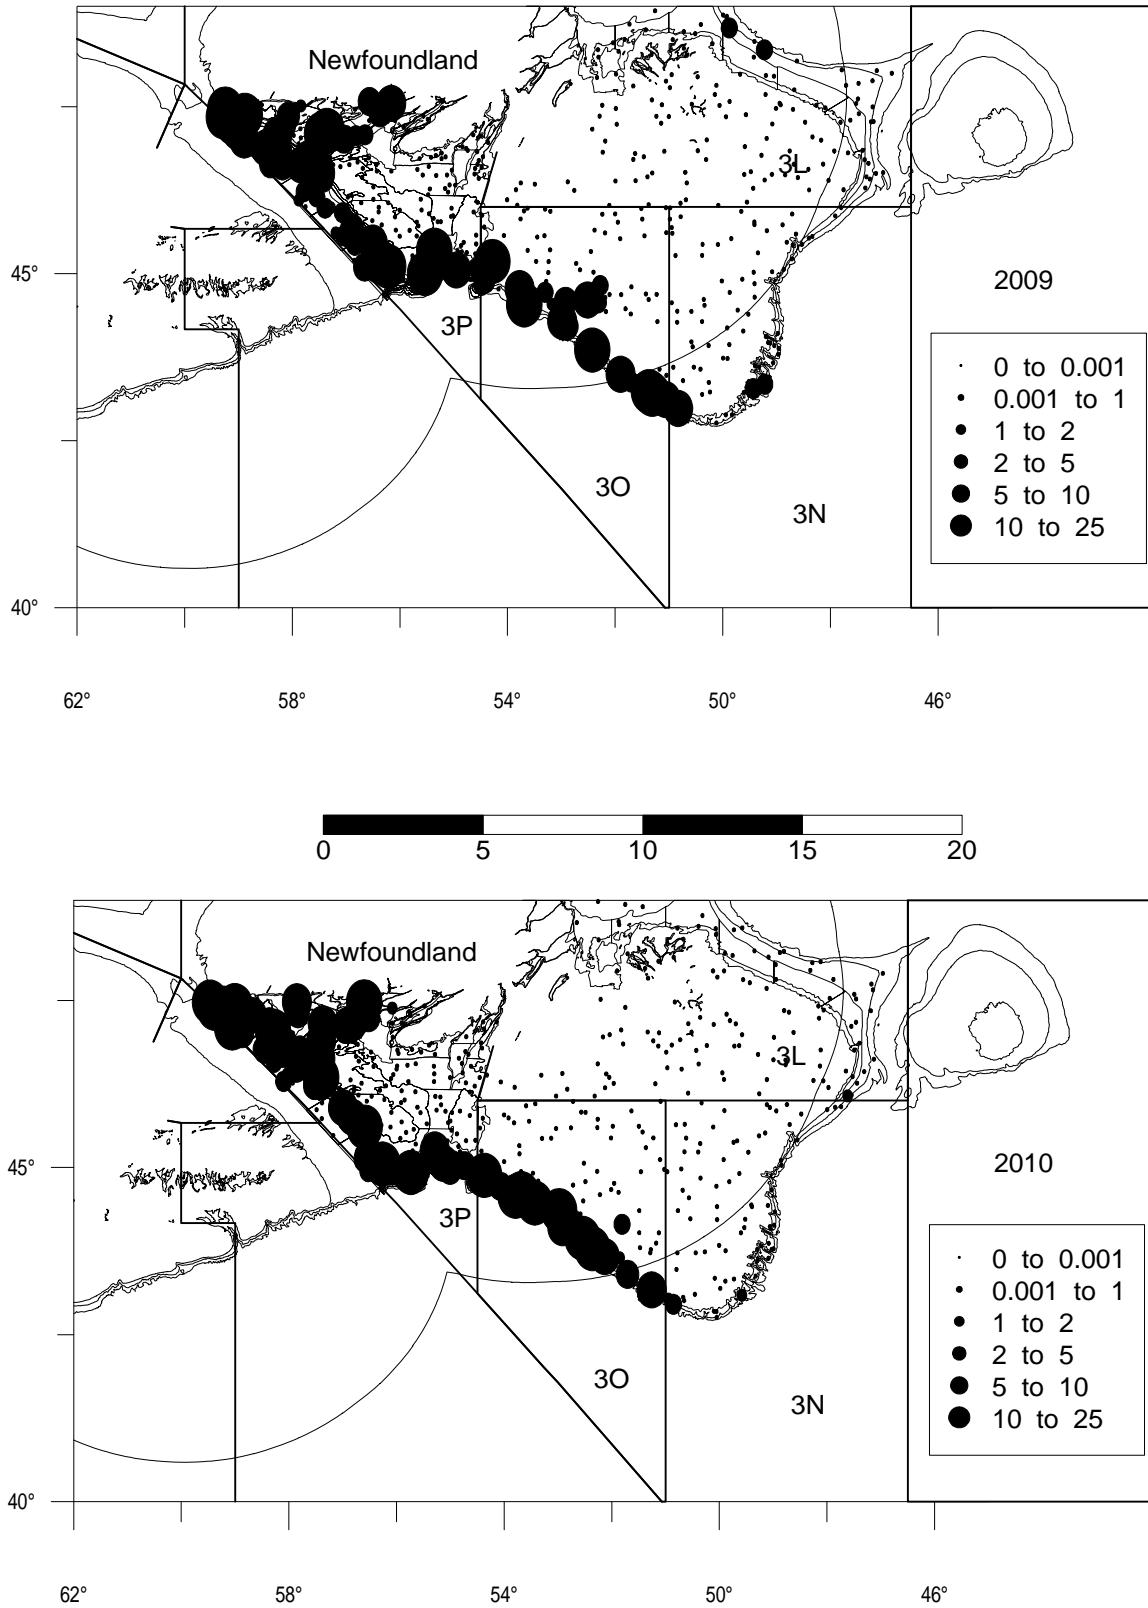 Newfoundland
3L
45°
2009
3P
0 to 0.001
0.001 to 1
1 to 2
2 to 5
5 to 10
10 to 25
3O
3N
40°
62°
58°
54°
50°
46°
0
5
10
15
20
Newfoundland
3L
45°
2010
3P
0 to 0.001
0.001 to 1
1 to 2
2 to 5
5 to 10
10 to 25
3O
3N
40°
62°
58°
54°
50°
46°